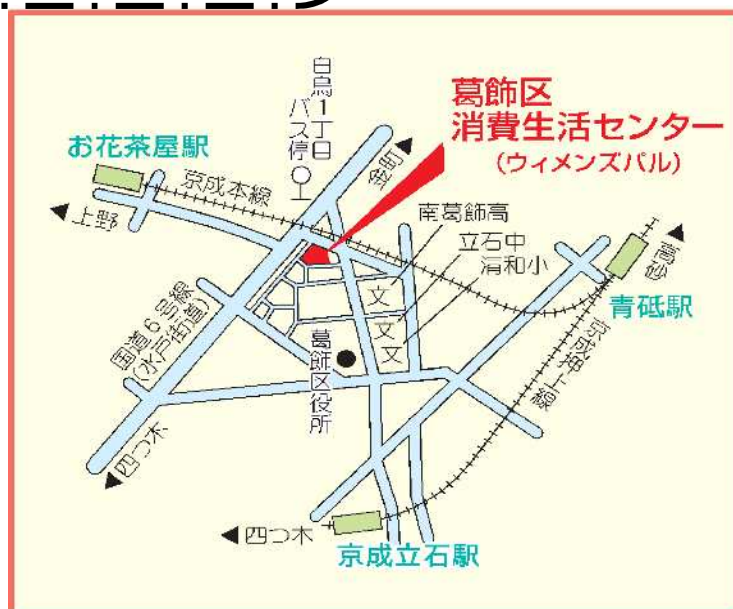 葛飾区
消費生活センター
(ウィメンズパル)
白鳥1丁目
バス停
お花茶屋駅
京成本線
◀上野
金町▶
南葛飾高
立石中
清和小
文
文
文
高砂▶
青砥駅
国道6号線
(水戸街道)
葛飾区役所
京成押上線
◀四つ木
◀四つ木
京成立石駅